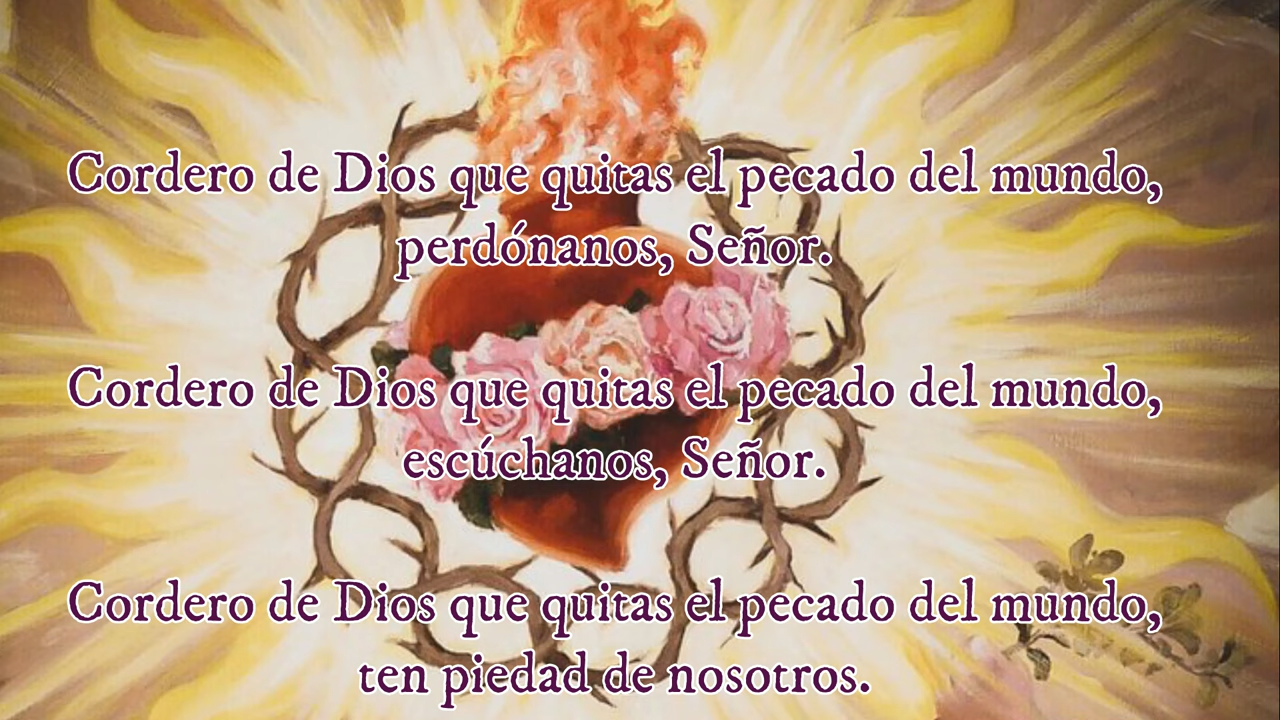 Cordero de Dios que quitas el pecado del mundo,
perdónanos, Señor.
Cordero de Dios que quitas el pecado del mundo,
escúchanos, Señor.
Cordero de Dios que quitas el pecado del mundo,
ten piedad de nosotros.